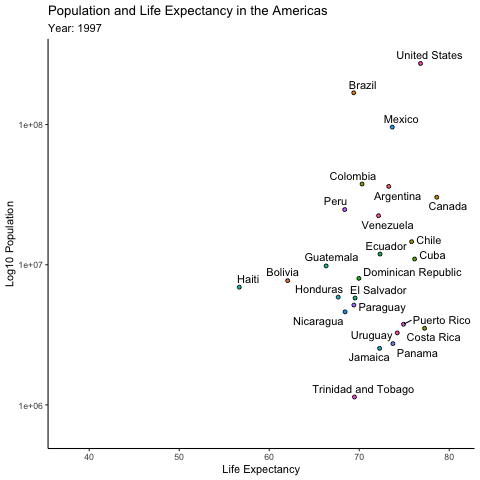 Population and Life Expectancy in the Americas
Year: 1997
United States
Brazil
1e+08
Mexico
Colombia
Argentina
Peru
Canada
Venezuela
Chile
Ecuador
Cuba
Guatemala
1e+07
Bolivia
Dominican Republic
Haiti
Honduras
El Salvador
Paraguay
Nicaragua
Puerto Rico
Uruguay
Costa Rica
Jamaica
Panama
Trinidad and Tobago
1e+06
Log10 Population
40 50 60 70 80
Life Expectancy